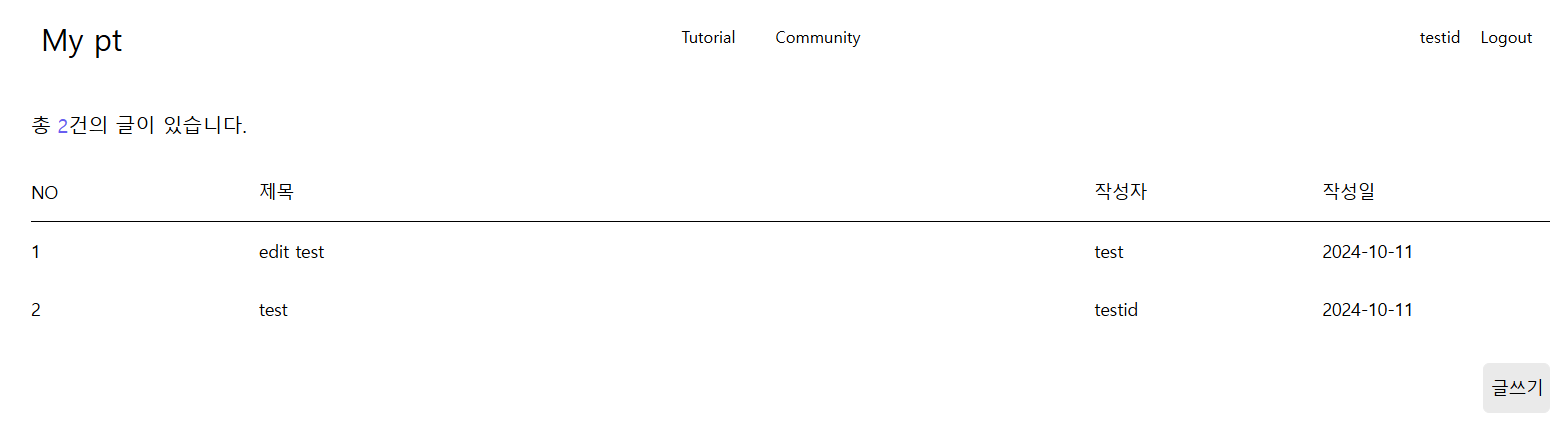 My pt Tutorial Community testid Logout
총 2건의 글이 있습니다.
NO 제목 작성자 작성일
1 edit test test 2024-10-11
2 test testid 2024-10-11
글쓰기